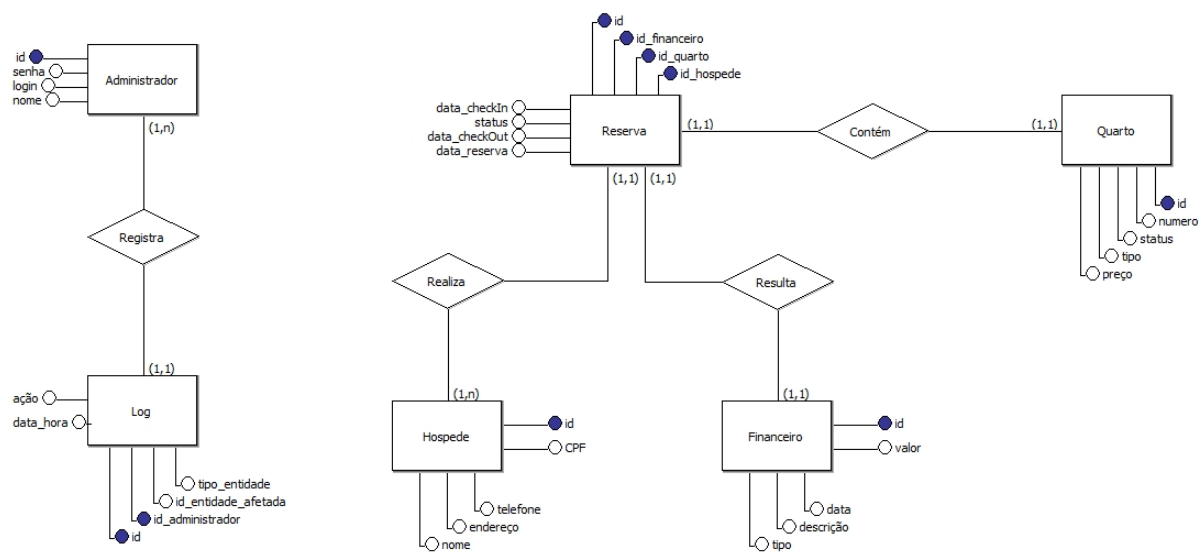 id
senha
login
nome
Administrador
(1,n)
Registra
(1,1)
ação
data_hora
Log
tipo_entidade
id_entidade_afetada
id_administrador
id
id
id_financeiro
id_quarto
id_hospede
data_checkIn
status
data_checkOut
data_reserva
Reserva
(1,1)
Contém
(1,1)
Quarto
id
numero
status
tipo
preço
(1,1)
(1,1)
Realiza
Resulta
(1,n)
Hospede
id
CPF
telefone
endereço
nome
(1,1)
Financeiro
id
valor
data
descrição
tipo